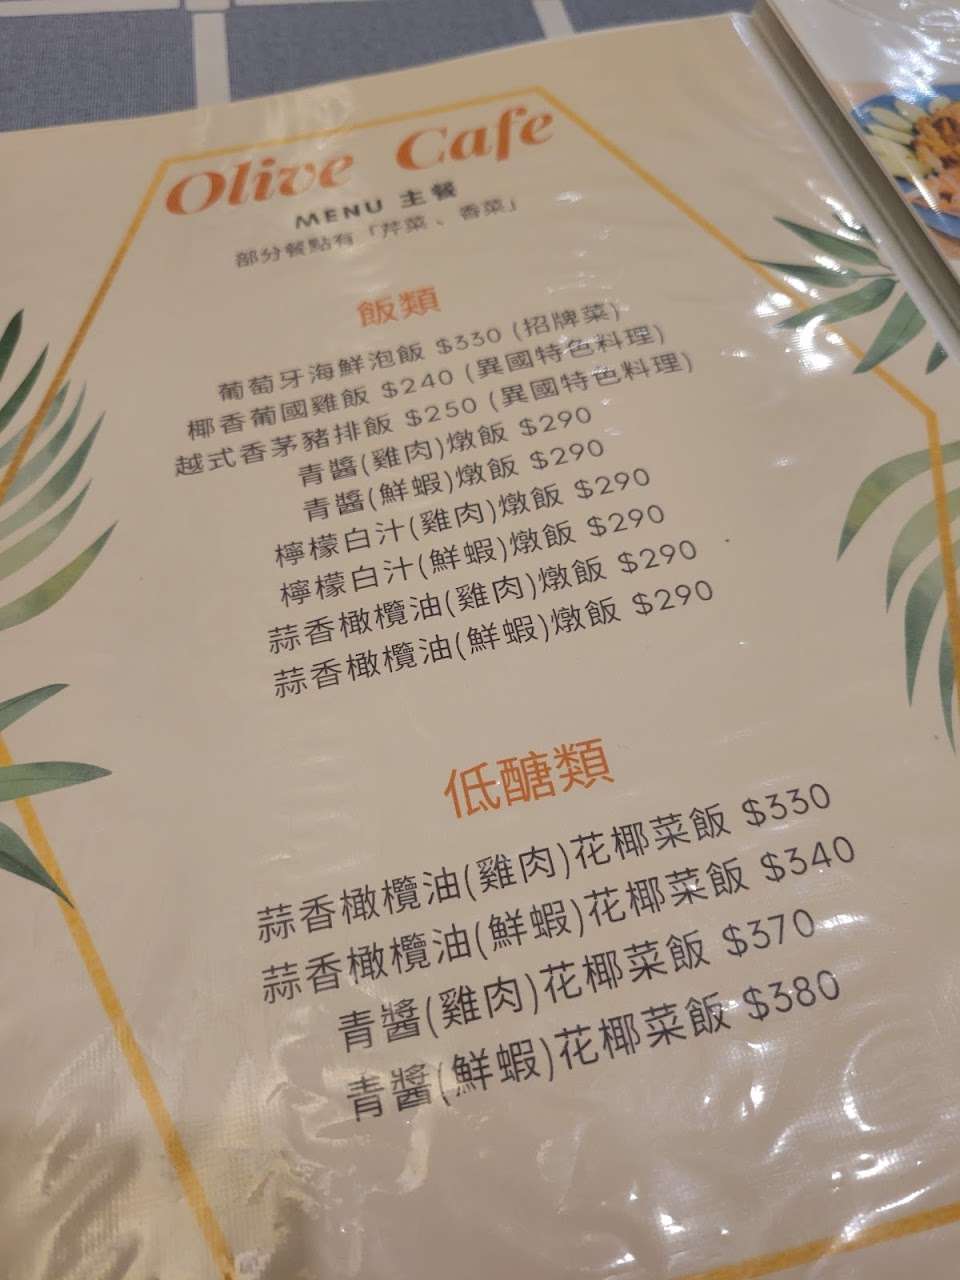 Olive Cafe
MENU 主餐
部分餐點有「芹菜、香菜」
飯類
葡萄牙海鮮泡飯 $330 (招牌菜)
椰香葡國雞飯 $240 (異國特色料理)
越式香茅豬排飯 $250 (異國特色料理)
青醬(雞肉)燉飯 $290
青醬(鮮蝦)燉飯 $290
檸檬白汁(雞肉)燉飯 $290
檸檬白汁(鮮蝦)燉飯 $290
蒜香橄欖油(雞肉)燉飯 $290
蒜香橄欖油(鮮蝦)燉飯 $290
低醣類
蒜香橄欖油(雞肉)花椰菜飯 $330
蒜香橄欖油(鮮蝦)花椰菜飯 $340
青醬(雞肉)花椰菜飯 $370
青醬(鮮蝦)花椰菜飯 $380